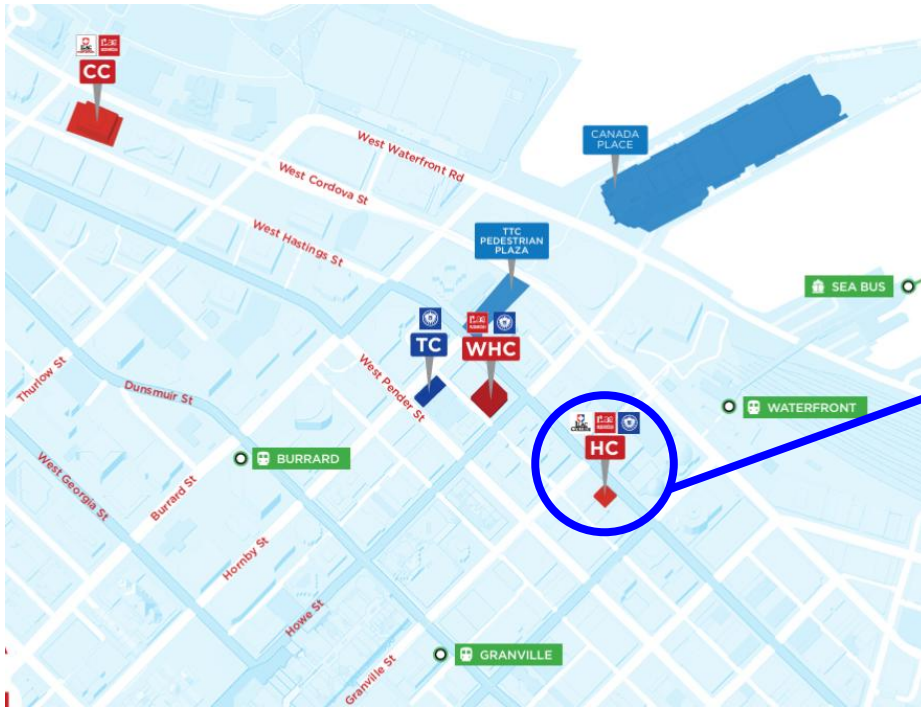 CC
CANADA
PLACE
West Waterfront Rd
West Cordova St
West Hastings St
TTC
PEDESTRIAN
PLAZA
SEA BUS
TC
WHC
Thurlow St
Dunsmuir St
West Pender St
WATERFRONT
HC
BURRARD
West Georgia St
Burrard St
Hornby St
Howe St
GRANVILLE
Granville St